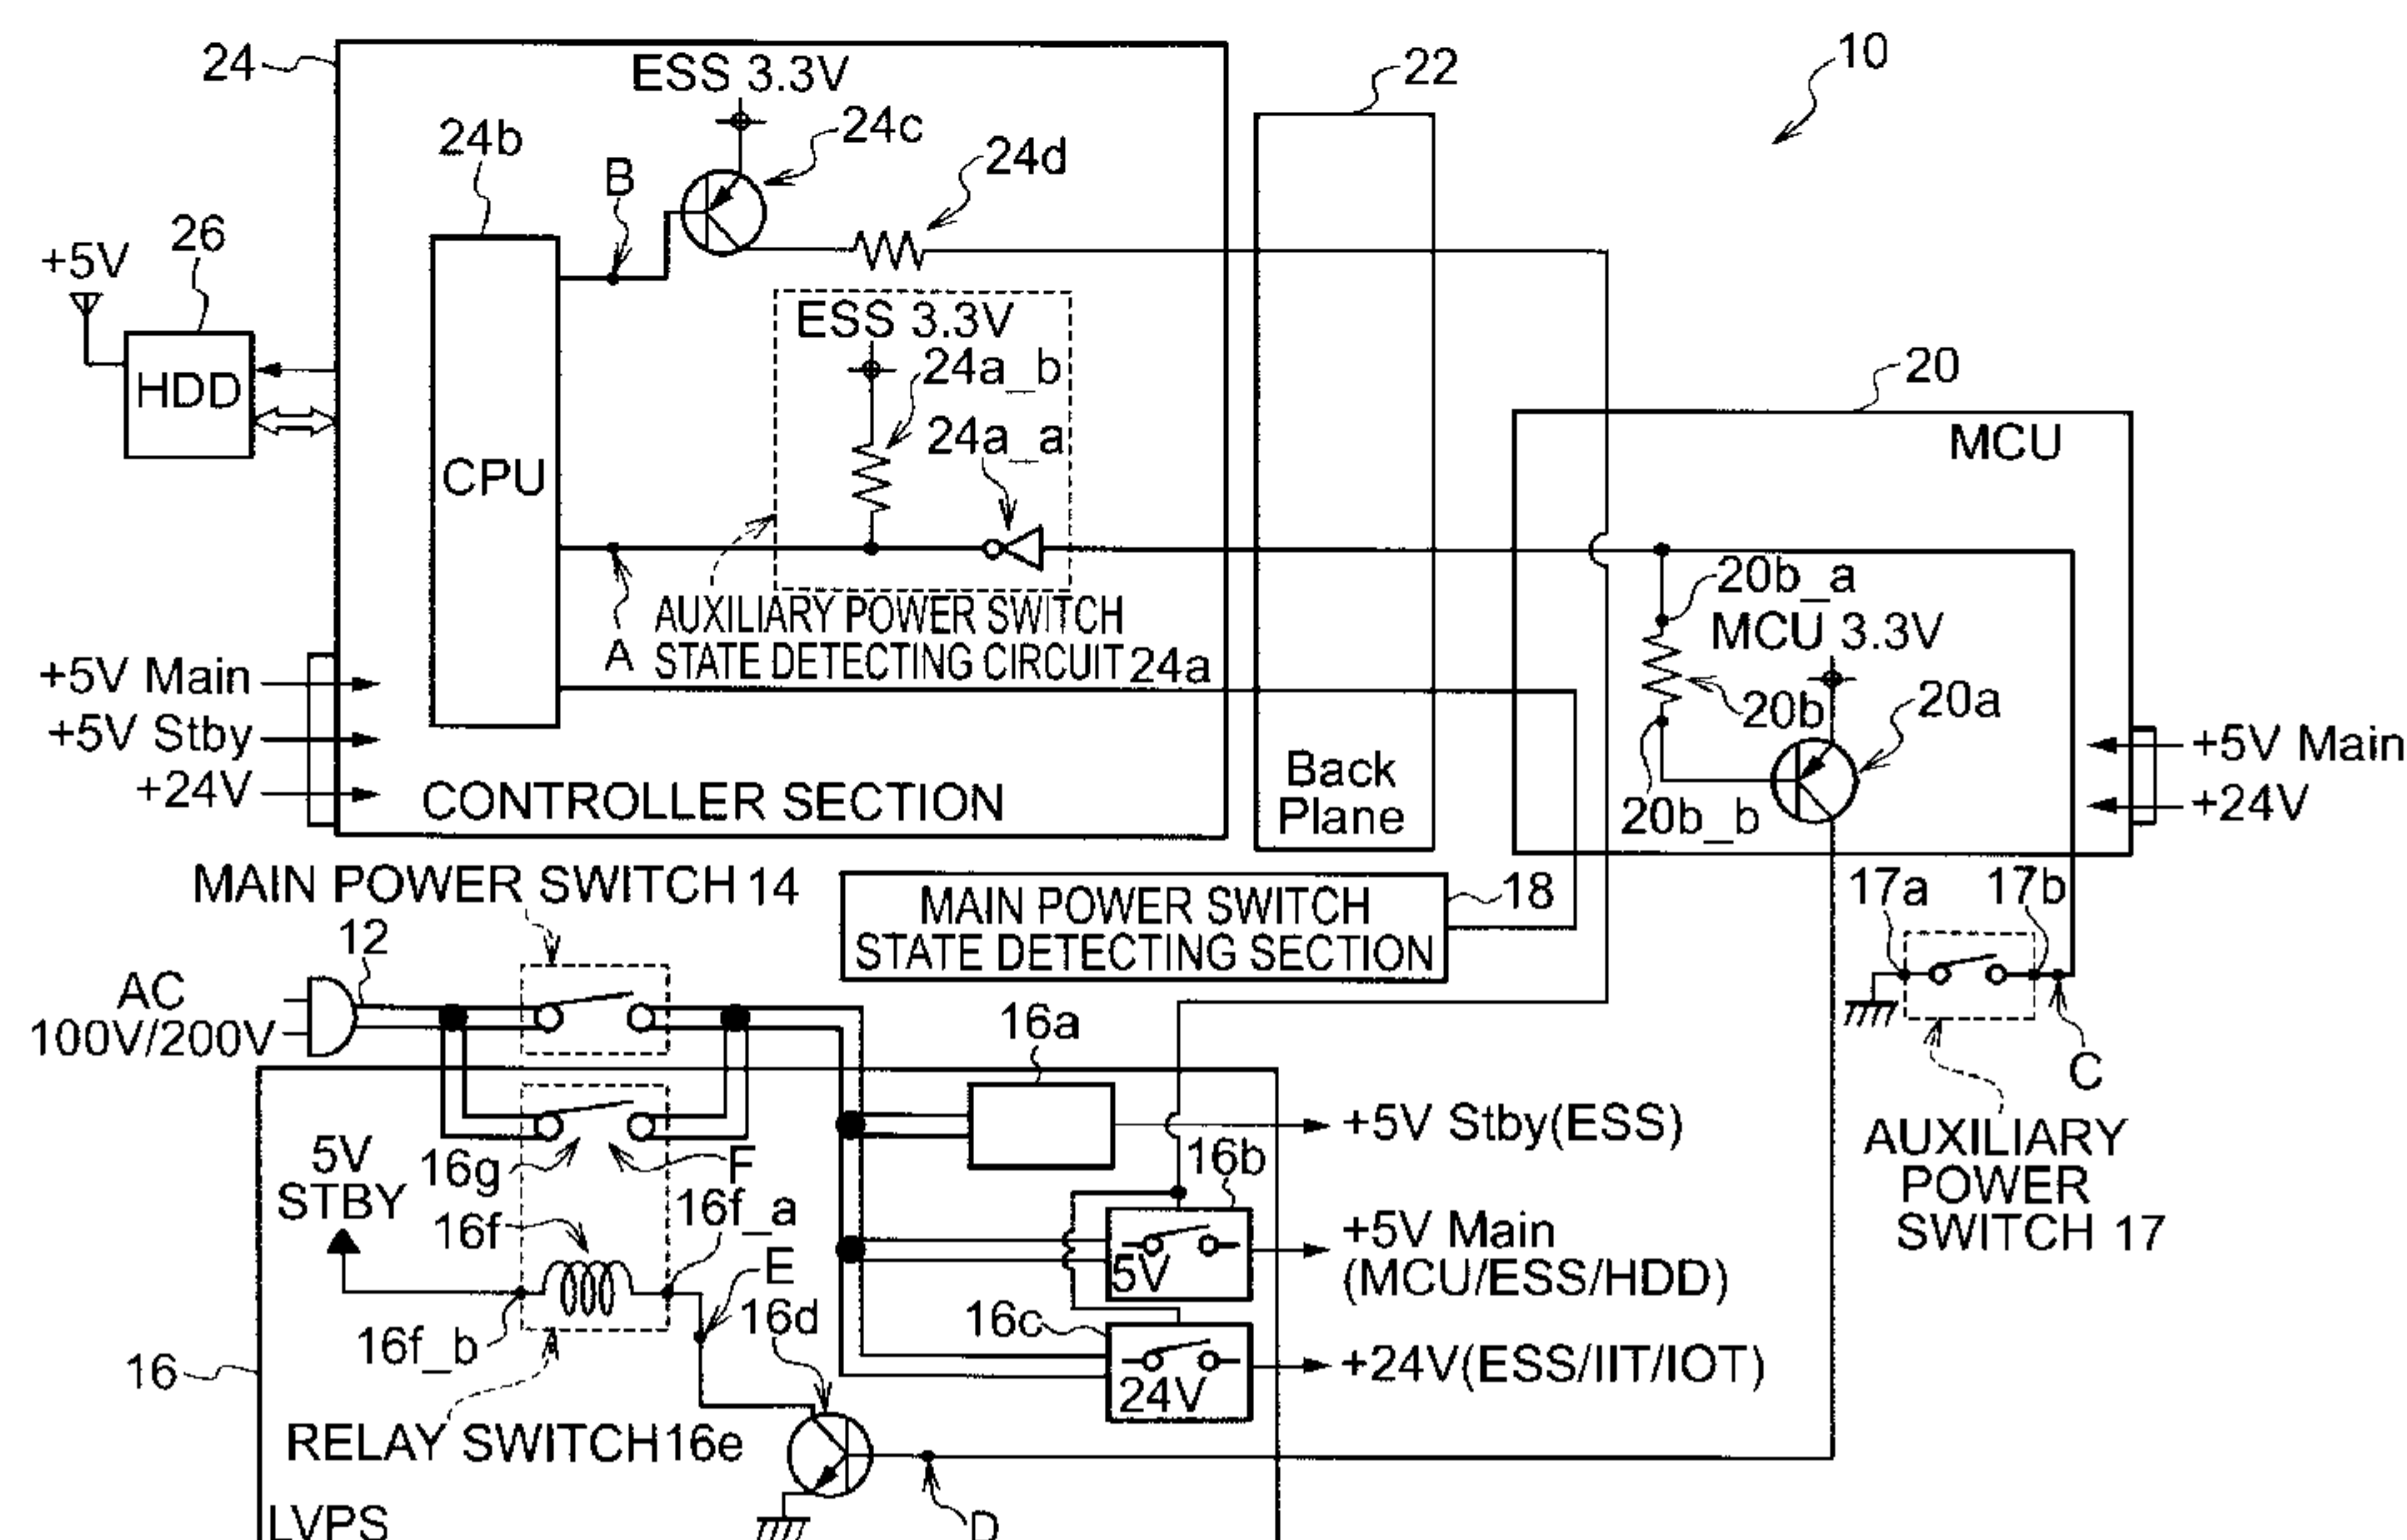 24
ESS 3.3V
22
10
24b
B
24c
24d
26
+5V
HDD
ESS 3.3V
24a_b
24a_a
CPU
20
MCU
A
AUXILIARY POWER SWITCH
STATE DETECTING CIRCUIT 24a
+5V Main
+5V Stby
+24V
CONTROLLER SECTION
Back
Plane
20b_a
MCU 3.3V
20b
20a
20b_b
+5V Main
+24V
MAIN POWER SWITCH 14
12
AC
100V/200V
MAIN POWER SWITCH
STATE DETECTING SECTION
18
17a
17b
C
AUXILIARY
POWER
SWITCH 17
16a
+5V Stby(ESS)
5V
STBY
16g
F
16f
16f_a
16b
5V
+5V Main
(MCU/ESS/HDD)
E
16d
16c
24V
+24V(ESS/IIT/IOT)
16f_b
16
RELAY SWITCH 16e
LVPS
D